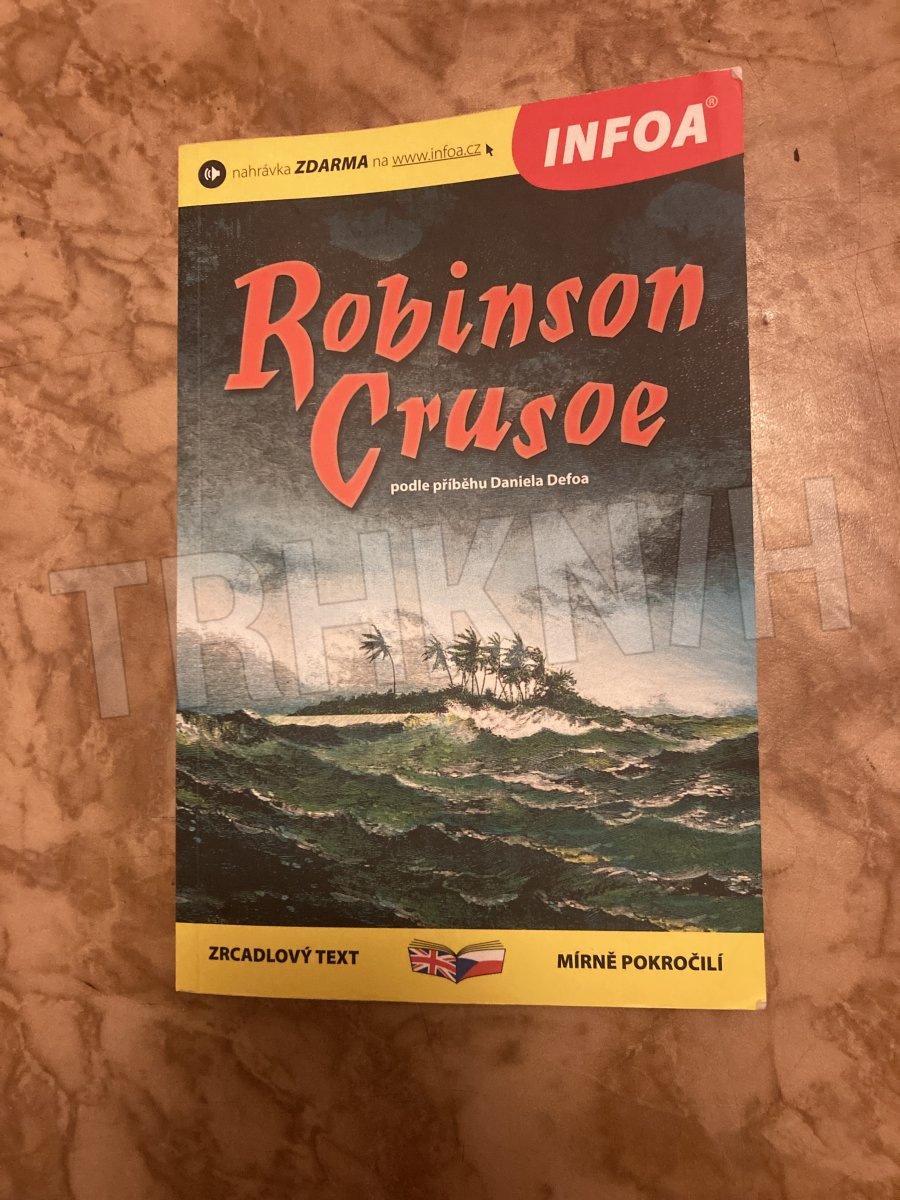 nahrávka ZDARMA na www.infoa.cz
INFOA®
Robinson
Crusoe
podle příběhu Daniela Defoa
TRHKNIH
ZRCADLOVÝ TEXT
MÍRNĚ POKROČILÍ